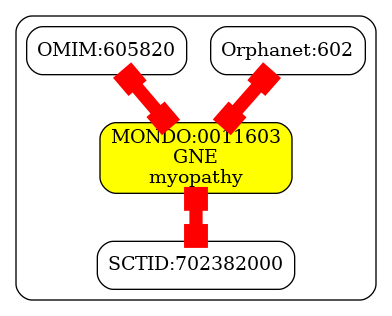 OMIM:605820
Orphanet:602
MONDO:0011603
GNE
myopathy
SCTID:702382000